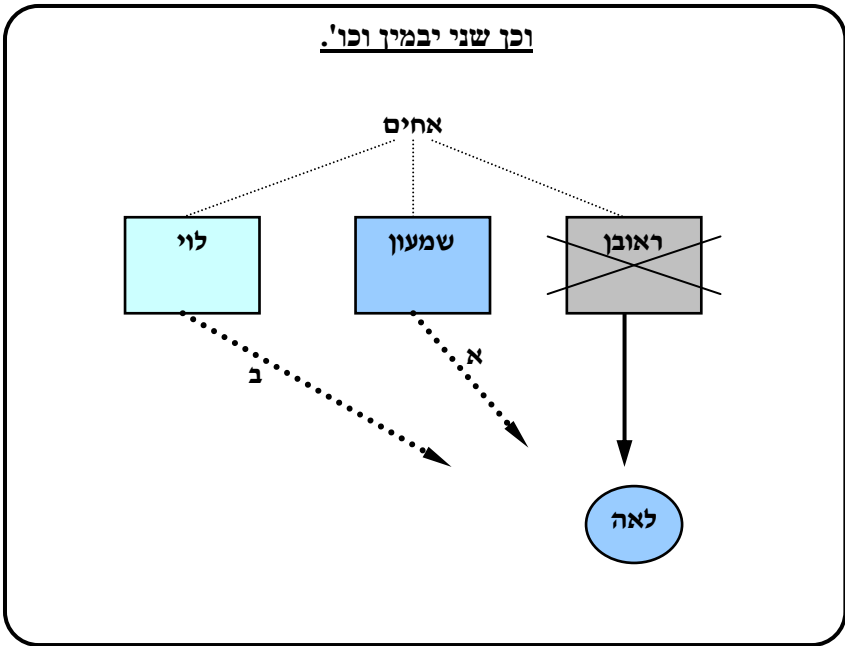 וכן שני יבמין וכו'.
אחים
ראובן
שמעון
לוי
א
ב
לאה